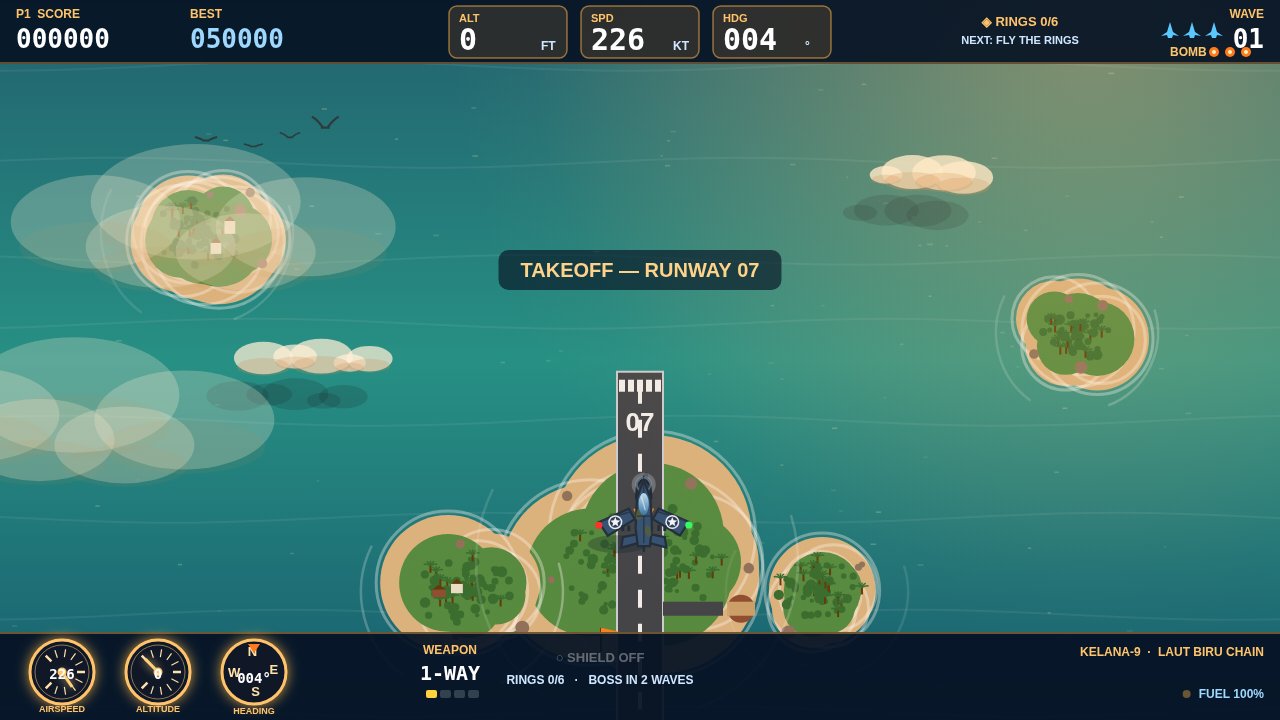 P1 SCORE
000000
BEST
050000
ALT
0 FT
SPD
226 KT
HDG
004 °
◈ RINGS 0/6
NEXT: FLY THE RINGS
WAVE
01
BOMB
TAKEOFF — RUNWAY 07
07
226
AIRSPEED
0
ALTITUDE
N
W 004° E
S
HEADING
WEAPON
1-WAY
○ SHIELD OFF
RINGS 0/6 · BOSS IN 2 WAVES
KELANA-9 · LAUT BIRU CHAIN
FUEL 100%